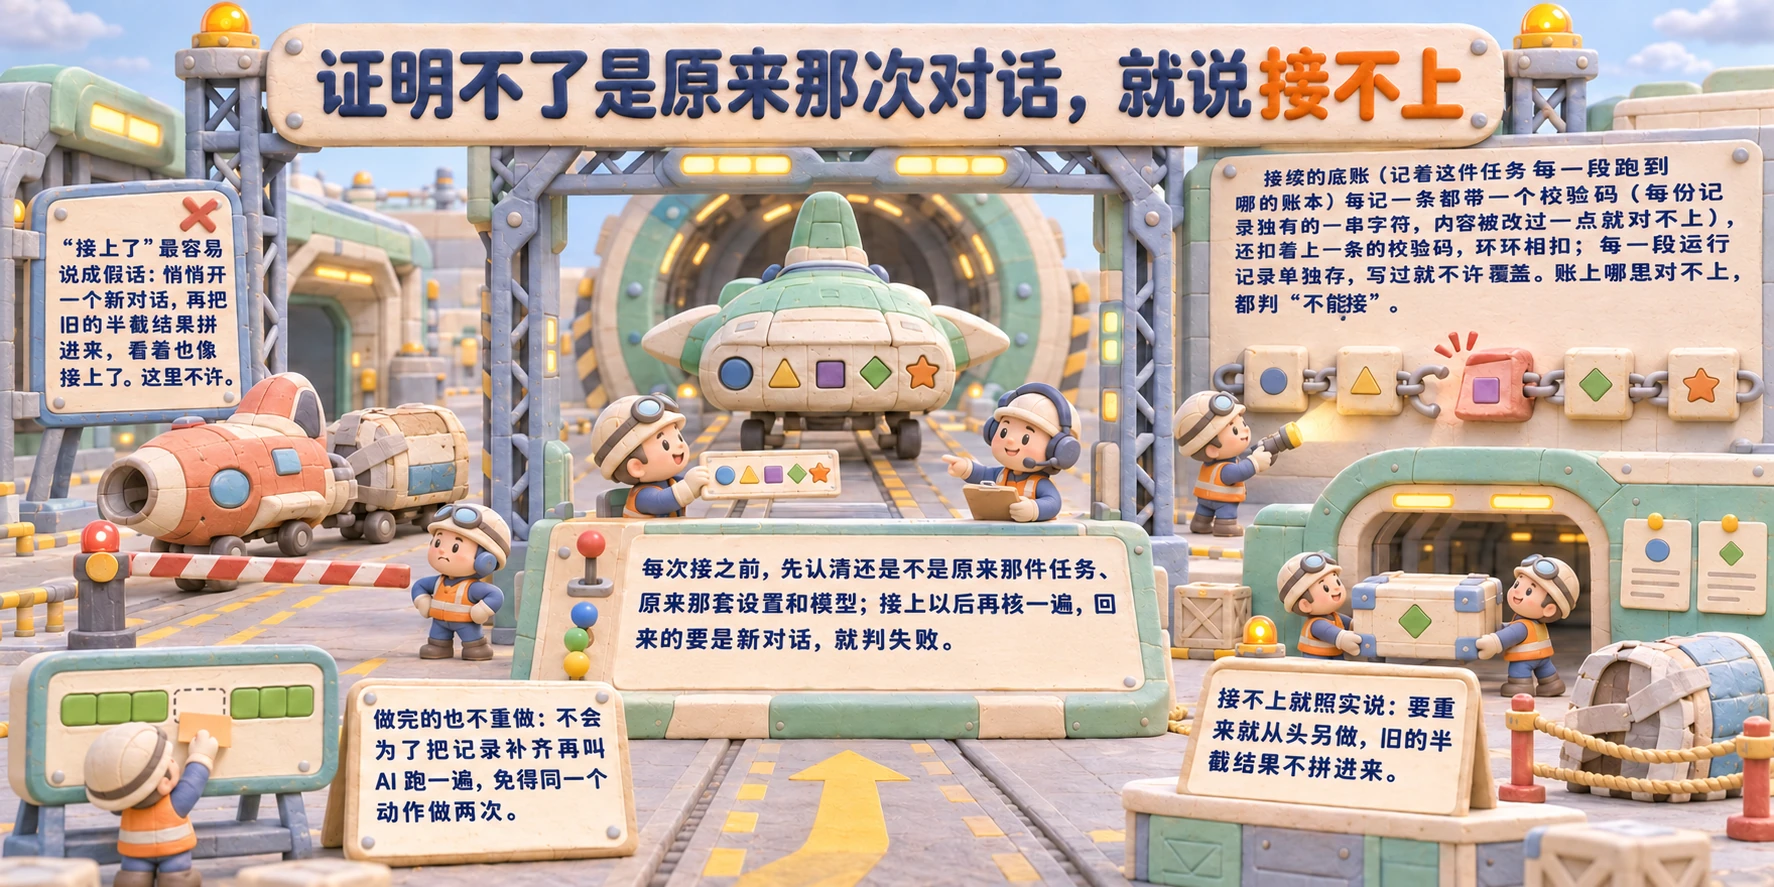 证明不了是原来那次对话，就说接不上
“接上了”最容易
说成假话：悄悄开
一个新对话，再把
旧的半截结果拼
进来，看着也像
接上了。这里不许。
接续的底账（记着这件任务每一段跑到
哪的账本）每记一条都带一个校验码（每份记
录独有的一串字符，内容被改过一点就对不上），
还扣着上一条的校验码，环环相扣；每一段运行
记录单独存，写过就不许覆盖。账上哪里对不上，
都判“不能接”。
每次接之前，先认清还是不是原来那件任务、
原来那套设置和模型；接上以后再核一遍，回
来的要是新对话，就判失败。
做完的也不重做：不会
为了把记录补齐再叫
AI 跑一遍，免得同一个
动作做两次。
接不上就照实说：要重
来就从头另做，旧的半
截结果不拼进来。